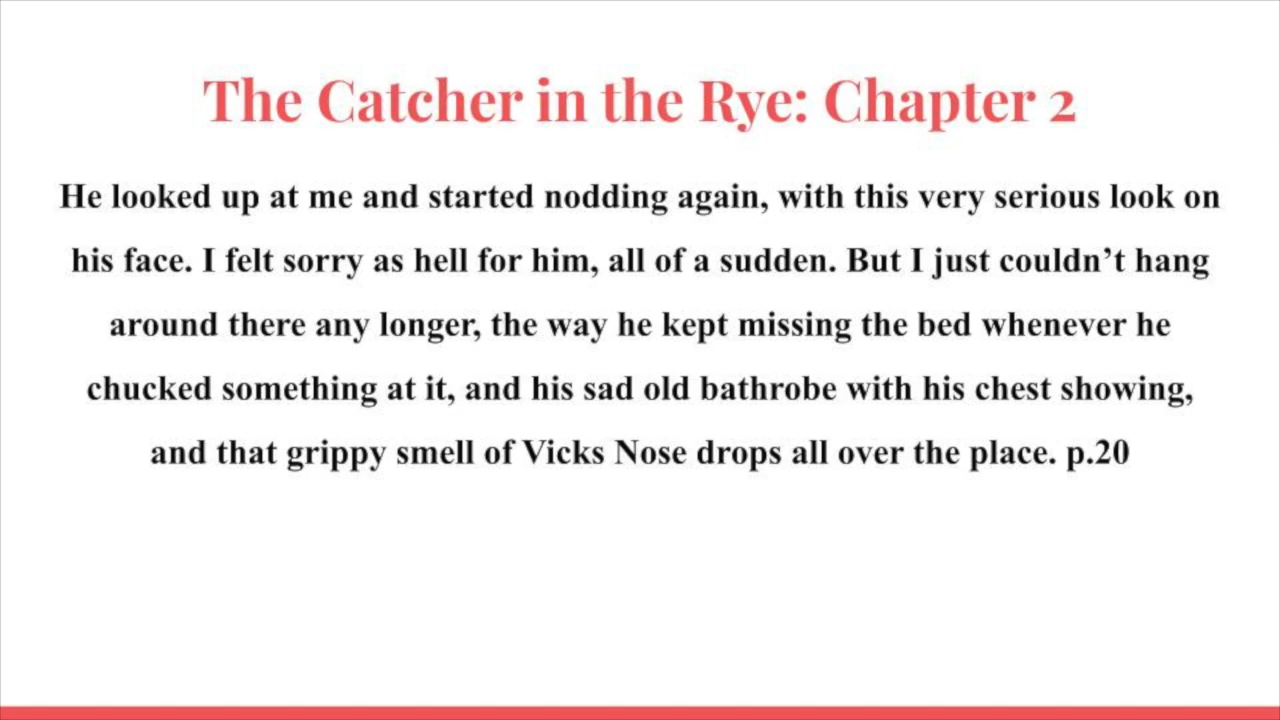 The Catcher in the Rye: Chapter 2
He looked up at me and started nodding again, with this very serious look on
his face. I felt sorry as hell for him, all of a sudden. But I just couldn’t hang
around there any longer, the way he kept missing the bed whenever he
chucked something at it, and his sad old bathrobe with his chest showing,
and that grippy smell of Vicks Nose drops all over the place. p.20